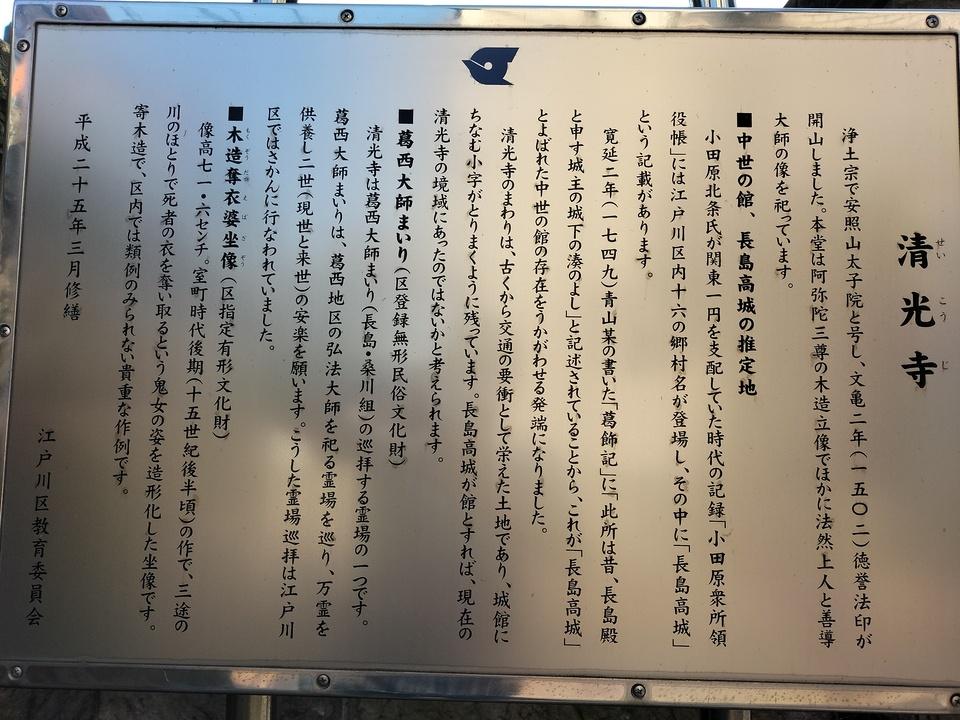 清光寺
せいこうじ
浄土宗で安照山太子院と号し、文亀二年(一五〇二)徳誉法印が
開山しました。本堂は阿弥陀三尊の木造立像でほかに法然上人と善導
大師の像を祀っています。
■中世の館、長島高城の推定地
小田原北条氏が関東一円を支配していた時代の記録「小田原衆所領
役帳」には江戸川区内十六の郷村名が登場し、その中に「長島高城」
という記載があります。
寛延二年(一七四九)青山某の書いた「葛飾記」に「此所は昔、長島殿
と申す城主の城下の湊のよし」と記述されていることから、これが「長島高城」
とよばれた中世の館の存在をうかがわせる発端になりました。
清光寺のまわりは、古くから交通の要衝として栄えた土地であり、城館に
ちなむ小字がとりまくように残っています。長島高城が館とすれば、現在の
清光寺の境域にあったのではないかと考えられます。
■葛西大師まいり(区登録無形民俗文化財)
清光寺は葛西大師まいり(長島・桑川組)の巡拝する霊場の一つです。
葛西大師まいりは、葛西地区の弘法大師を祀る霊場を巡り、万霊を
供養し二世(現世と来世)の安楽を願います。こうした霊場巡拝は江戸川
区ではさかんに行なわれていました。
■木造奪衣婆坐像(区指定有形文化財)
もくぞうだつえばざぞう
像高七一・六センチ。室町時代後期(十五世紀後半頃)の作で、三途の
川のほとりで死者の衣を奪い取るという鬼女の姿を造形化した坐像です。
寄木造で、区内では類例のみられない貴重な作例です。
平成二十五年三月修繕
江戸川区教育委員会